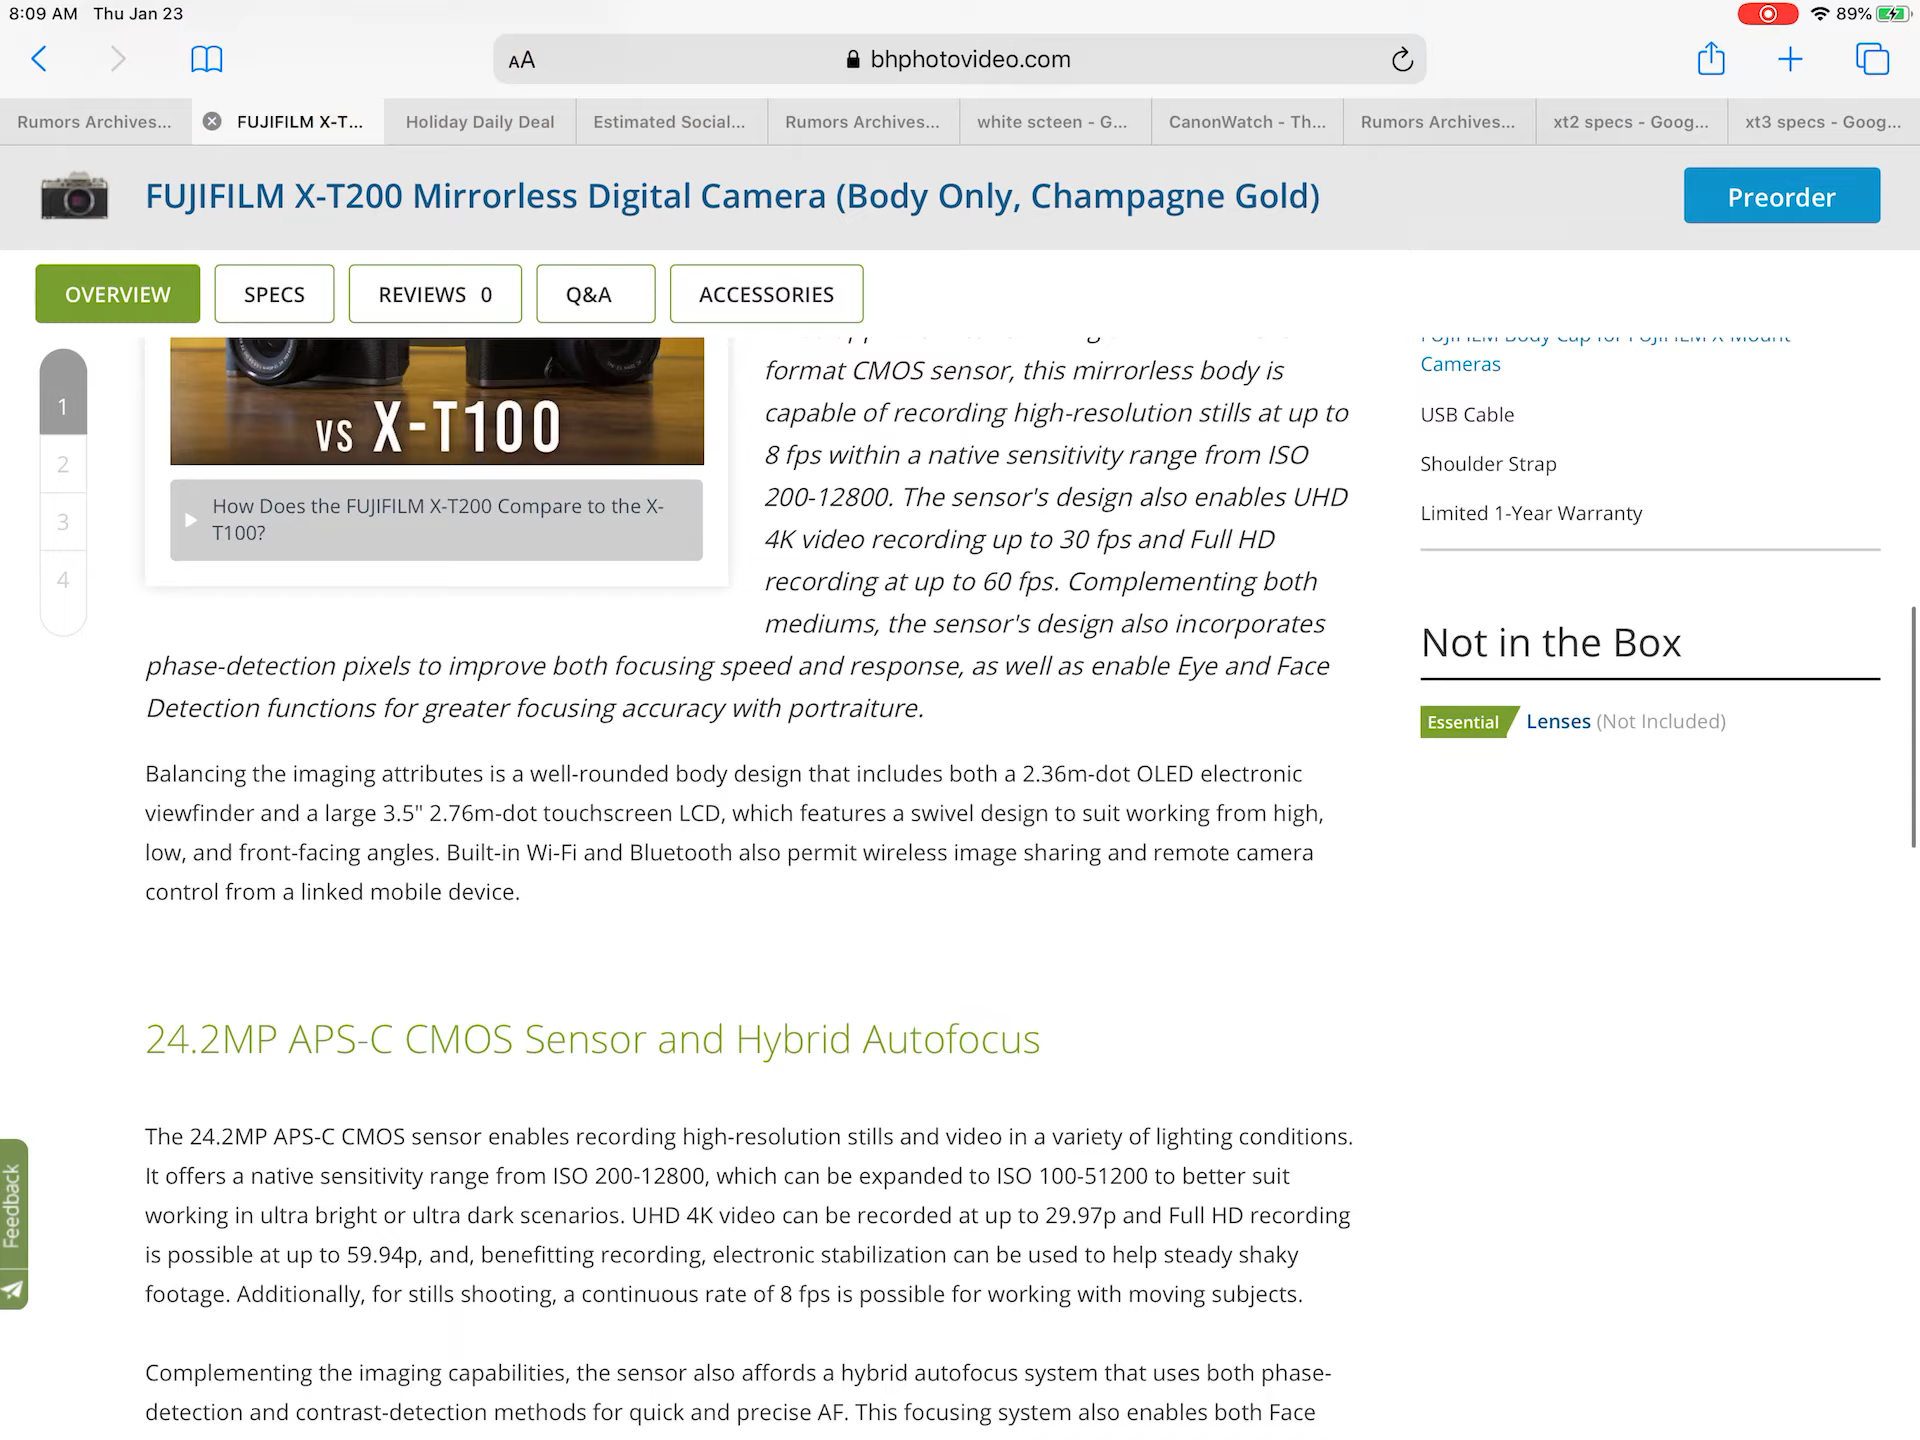 8:09 AM Thu Jan 23
89%
AA bhphotovideo.com
Rumors Archives... FUJIFILM X-T... Holiday Daily Deal Estimated Social... Rumors Archives... white scteen - G... CanonWatch - Th... Rumors Archives... xt2 specs - Goog... xt3 specs - Goog...
FUJIFILM X-T200 Mirrorless Digital Camera (Body Only, Champagne Gold)
Preorder
OVERVIEW SPECS REVIEWS 0 Q&A ACCESSORIES
1
2
3
4
VS X-T100
How Does the FUJIFILM X-T200 Compare to the X-
T100?
format CMOS sensor, this mirrorless body is
capable of recording high-resolution stills at up to
8 fps within a native sensitivity range from ISO
200-12800. The sensor's design also enables UHD
4K video recording up to 30 fps and Full HD
recording at up to 60 fps. Complementing both
mediums, the sensor's design also incorporates
phase-detection pixels to improve both focusing speed and response, as well as enable Eye and Face
Detection functions for greater focusing accuracy with portraiture.
Balancing the imaging attributes is a well-rounded body design that includes both a 2.36m-dot OLED electronic
viewfinder and a large 3.5" 2.76m-dot touchscreen LCD, which features a swivel design to suit working from high,
low, and front-facing angles. Built-in Wi-Fi and Bluetooth also permit wireless image sharing and remote camera
control from a linked mobile device.
24.2MP APS-C CMOS Sensor and Hybrid Autofocus
The 24.2MP APS-C CMOS sensor enables recording high-resolution stills and video in a variety of lighting conditions.
It offers a native sensitivity range from ISO 200-12800, which can be expanded to ISO 100-51200 to better suit
working in ultra bright or ultra dark scenarios. UHD 4K video can be recorded at up to 29.97p and Full HD recording
is possible at up to 59.94p, and, benefitting recording, electronic stabilization can be used to help steady shaky
footage. Additionally, for stills shooting, a continuous rate of 8 fps is possible for working with moving subjects.
Complementing the imaging capabilities, the sensor also affords a hybrid autofocus system that uses both phase-
detection and contrast-detection methods for quick and precise AF. This focusing system also enables both Face
FUJIFILM Body Cap for FUJIFILM X-Mount
Cameras
USB Cable
Shoulder Strap
Limited 1-Year Warranty
Not in the Box
Essential Lenses (Not Included)
Feedback